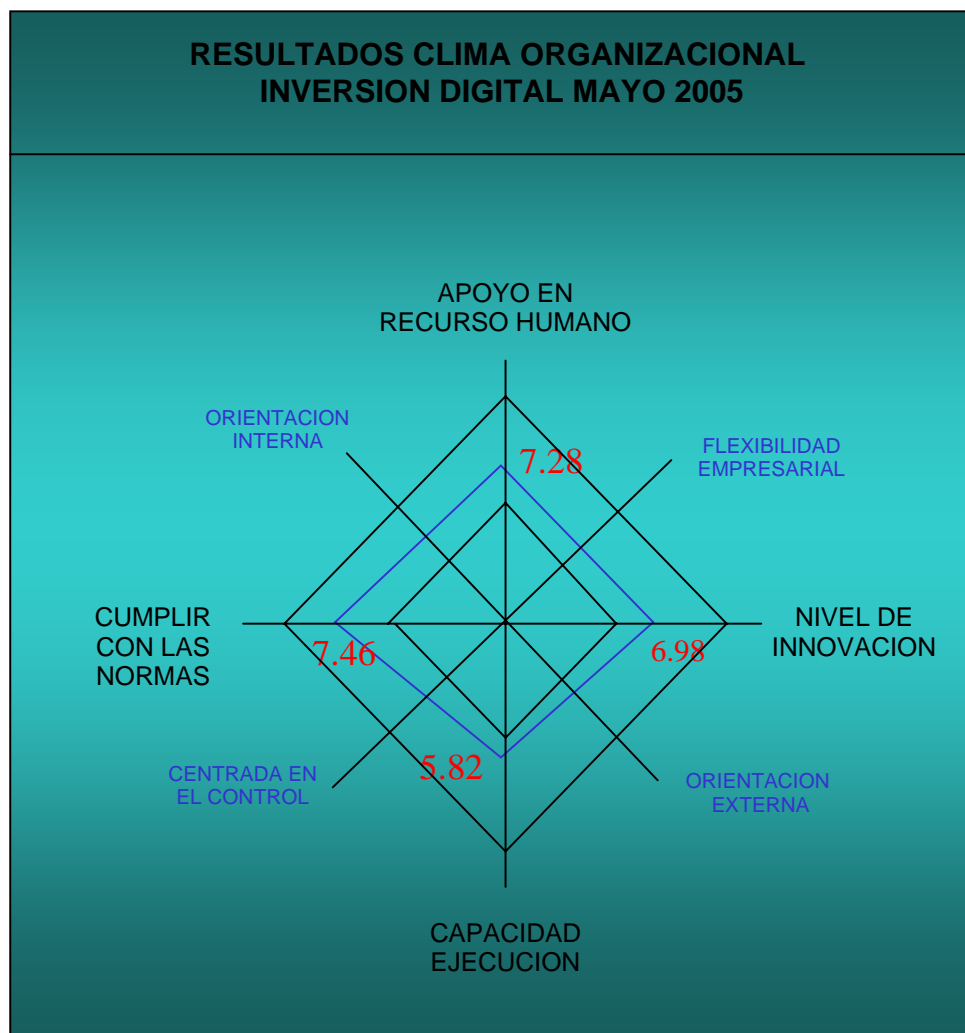 RESULTADOS CLIMA ORGANIZACIONAL
INVERSION DIGITAL MAYO 2005
APOYO EN
RECURSO HUMANO
ORIENTACION
INTERNA
FLEXIBILIDAD
EMPRESARIAL
7.28
CUMPLIR
CON LAS
NORMAS
7.46
6.98
NIVEL DE
INNOVACION
CENTRADA EN
EL CONTROL
5.82
ORIENTACION
EXTERNA
CAPACIDAD
EJECUCION